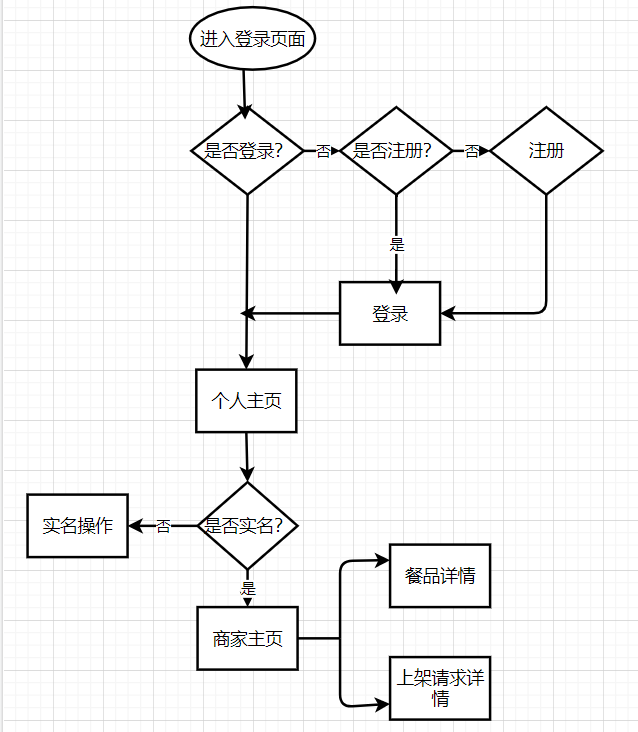 进入登录页面
是否登录?
否
是否注册?
否
注册
是
登录
个人主页
实名操作
否
是否实名?
是
餐品详情
商家主页
上架请求详
情